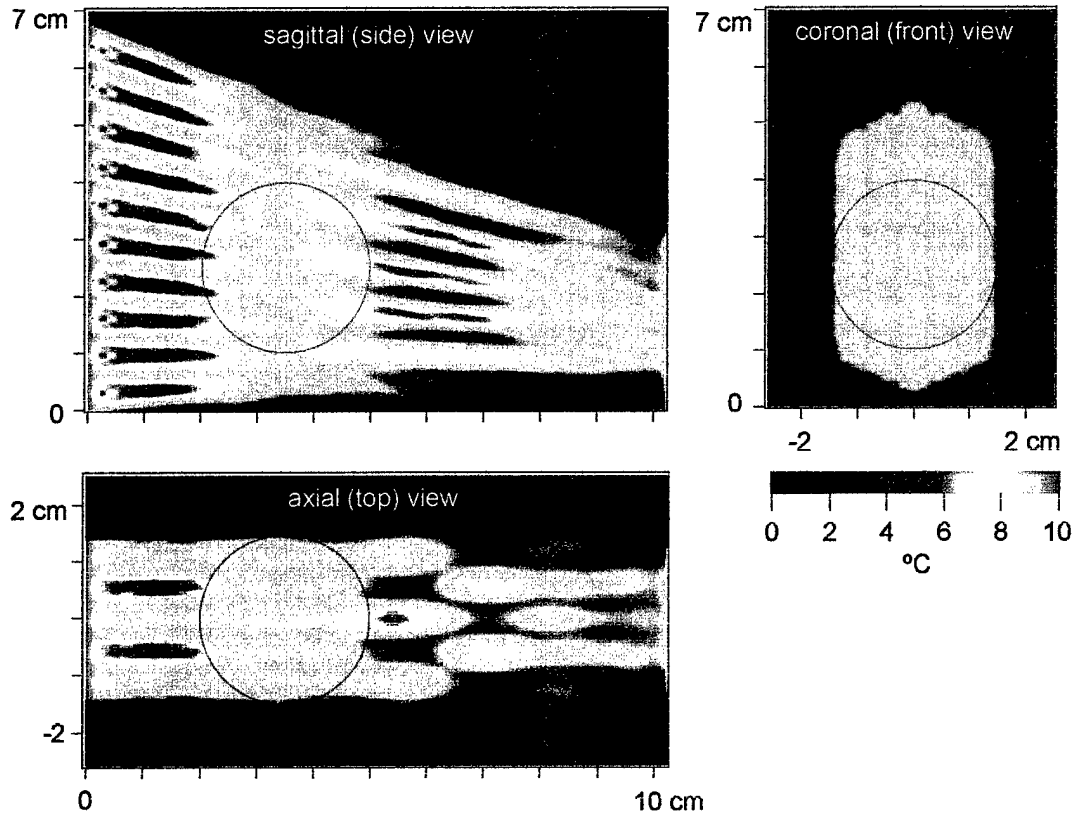 7 cm
sagittal (side) view
0
7 cm
coronal (front) view
0
-2
2 cm
0
2
4
6
8
10
ºC
2 cm
axial (top) view
-2
0
10 cm